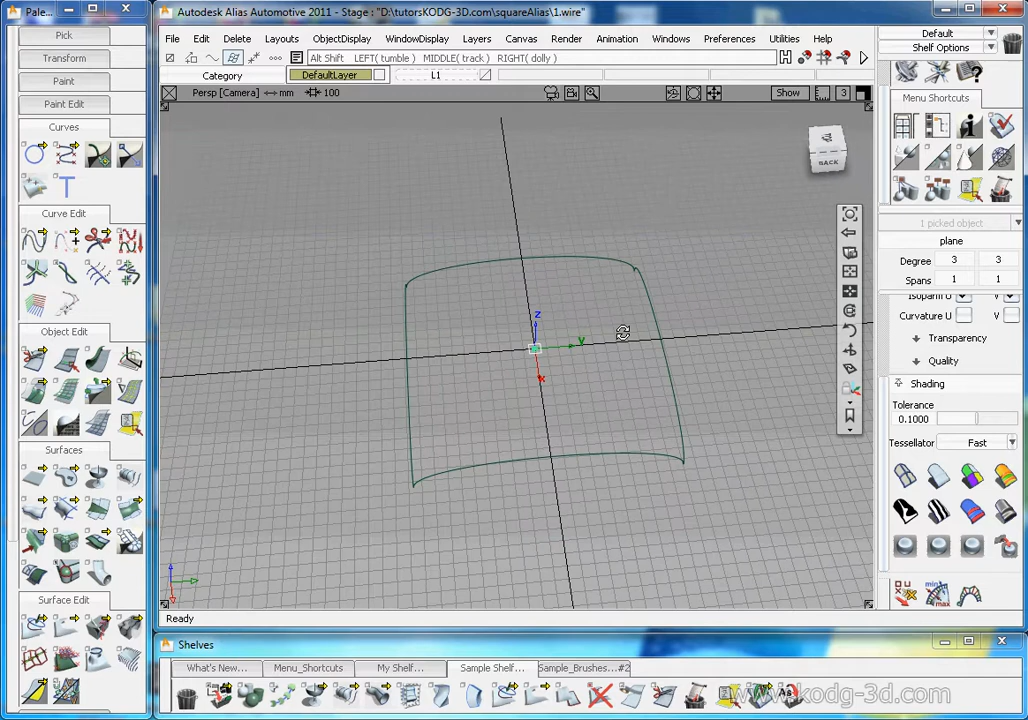 Pale...
Autodesk Alias Automotive 2011 - Stage : "D:\tutorsKODG-3D.com\squareAlias\1.wire"
Pick
Transform
Paint
Paint Edit
Curves
Curve Edit
Object Edit
Surfaces
Surface Edit
File Edit Delete Layouts ObjectDisplay WindowDisplay Layers Canvas Render Animation Windows Preferences Utilities Help
Alt Shift LEFT( tumble ) MIDDLE( track ) RIGHT( dolly )
Category DefaultLayer L1
Persp [Camera] mm 100 Show 3
BACK
z
y
x
Ready
Default
Shelf Options
Menu Shortcuts
1 picked object
plane
Degree 3 3
Spans 1 1
Isoparm U V
Curvature U V
Transparency
Quality
Shading
Tolerance
0.1000
Tessellator Fast
min
max
Shelves
What's New... Menu_Shortcuts My Shelf... Sample Shelf... Sample_Brushes...#2
www.kodg-3d.com